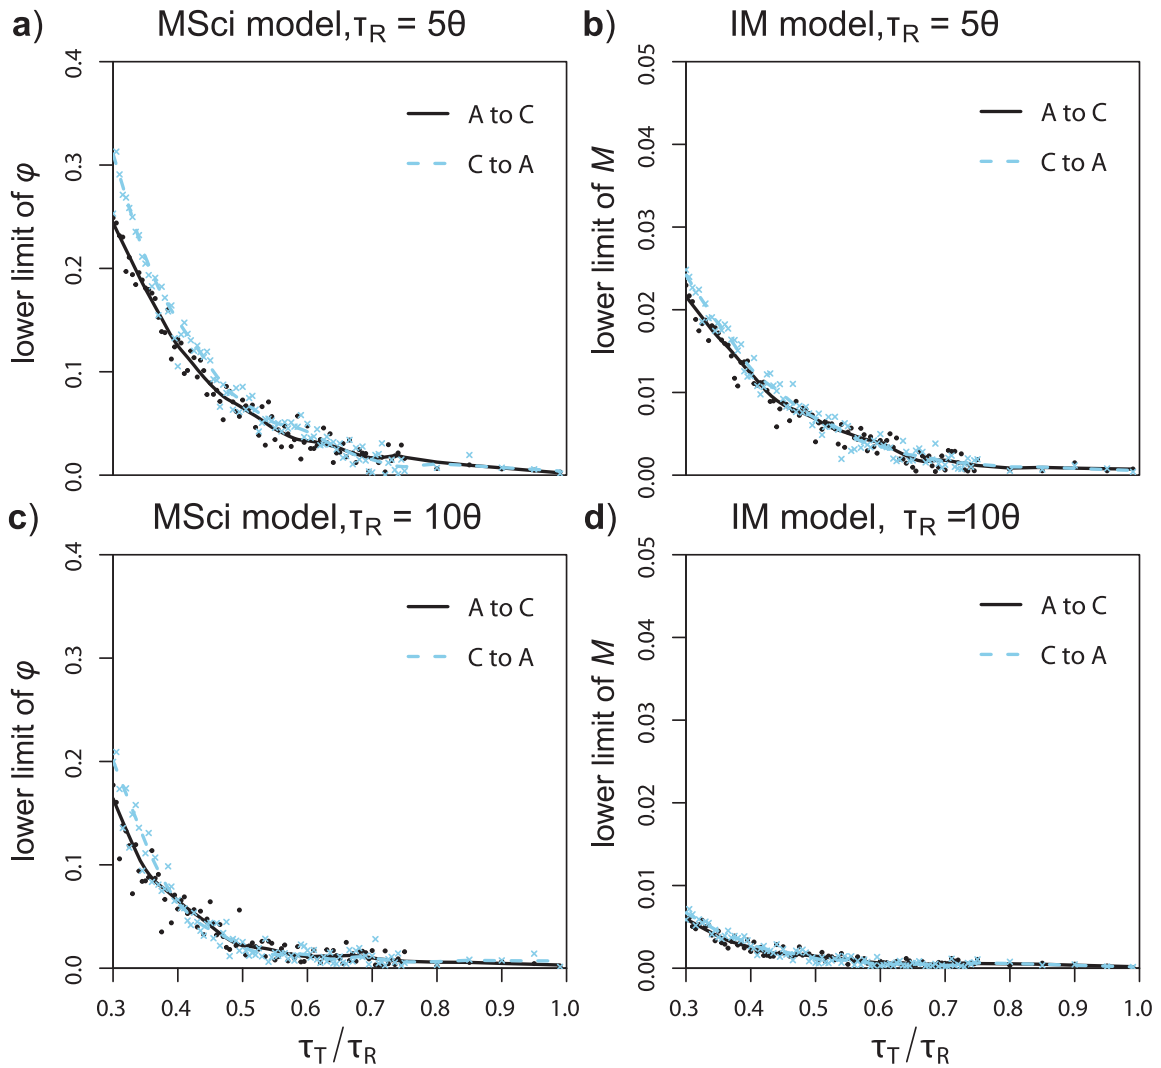 a) MSci model,τR = 5θ
0.4
0.3
0.2
0.1
0.0
lower limit of φ
A to C
C to A
b) IM model,τR = 5θ
0.05
0.04
0.03
0.02
0.01
0.00
lower limit of M
A to C
C to A
c) MSci model,τR = 10θ
0.4
0.3
0.2
0.1
0.0
lower limit of φ
A to C
C to A
0.3 0.4 0.5 0.6 0.7 0.8 0.9 1.0
τT/τR
d) IM model, τR =10θ
0.05
0.04
0.03
0.02
0.01
0.00
lower limit of M
A to C
C to A
0.3 0.4 0.5 0.6 0.7 0.8 0.9 1.0
τT/τR